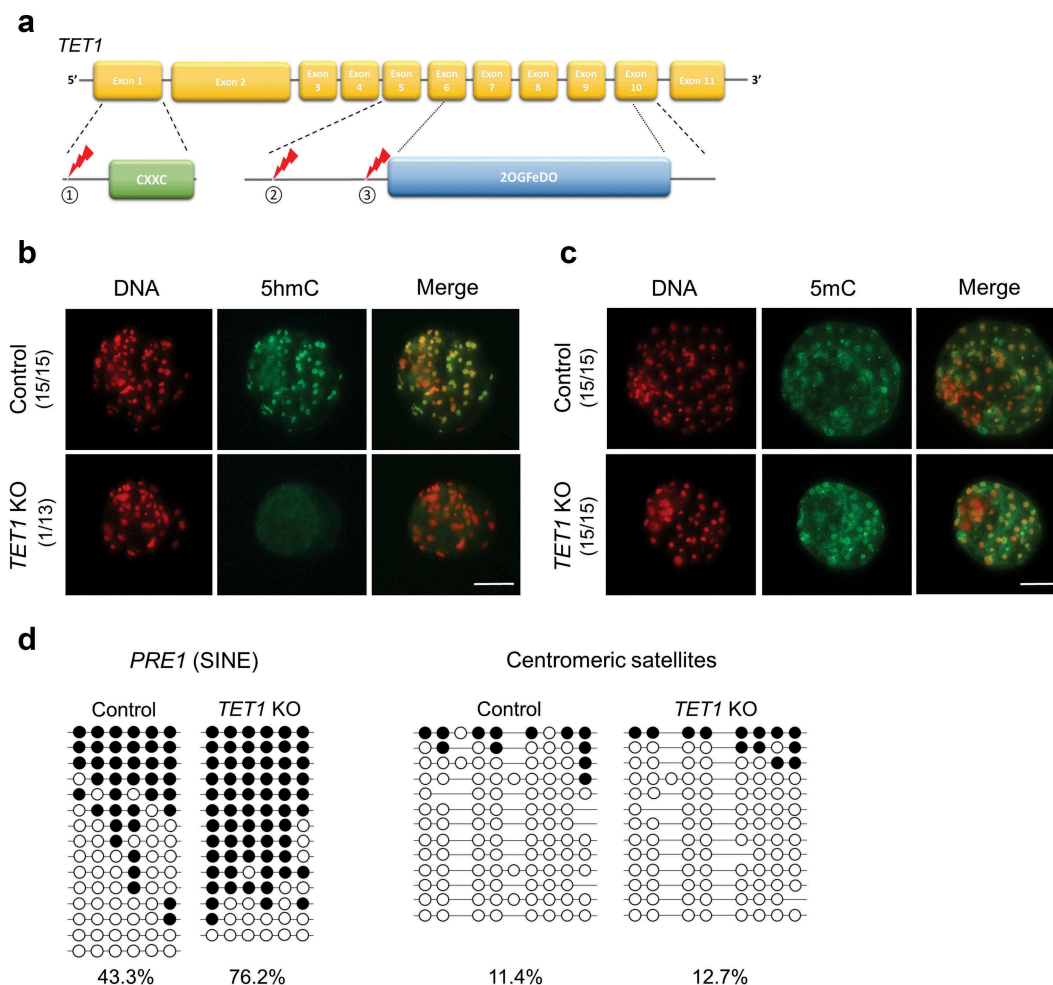 a
TET1
5’ Exon 1 Exon 2 Exon 3 Exon 4 Exon 5 Exon 6 Exon 7 Exon 8 Exon 9 Exon 10 Exon 11 3’
① CXXC ② ③ 2OGFeDO
b
DNA 5hmC Merge
Control (15/15)
TET1 KO (1/13)
c
DNA 5mC Merge
Control (15/15)
TET1 KO (15/15)
d
PRE1 (SINE)
Control TET1 KO
43.3% 76.2%
Centromeric satellites
Control TET1 KO
11.4% 12.7%